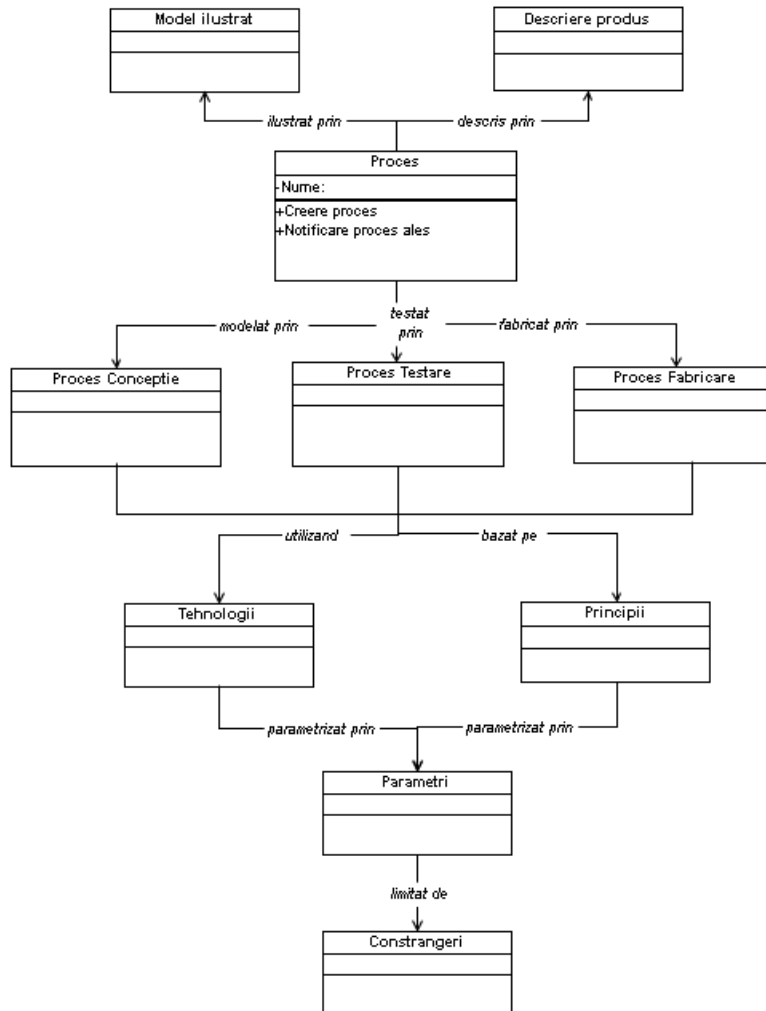 Model ilustrat
Descriere produs
ilustrat prin
descris prin
Proces
-Nume:
+Creere proces
+Notificare proces ales
modelat prin
testat
prin
fabricat prin
Proces Conceptie
Proces Testare
Proces Fabricare
utilizand
bazat pe
Tehnologii
Principii
parametrizat prin
parametrizat prin
Parametri
limitat de
Constrangeri